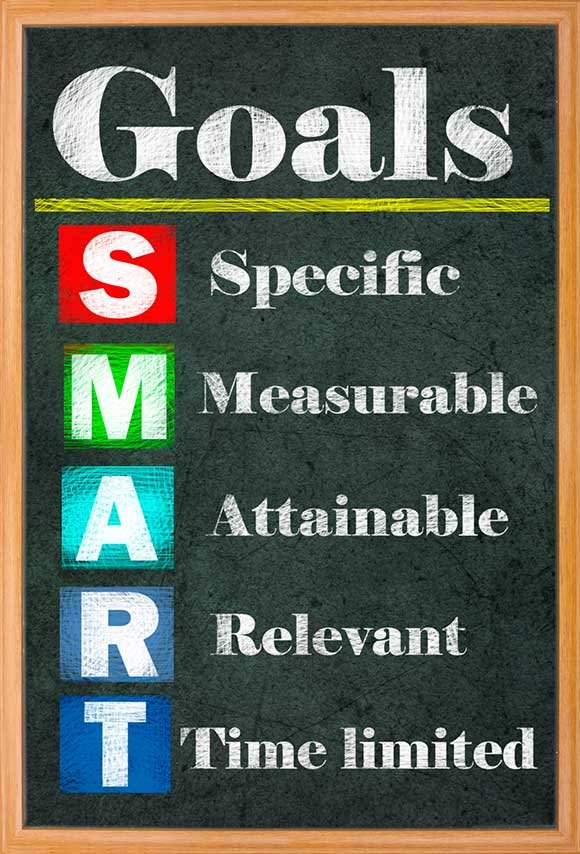 Goals
S Specific
M Measurable
A Attainable
R Relevant
T Time limited